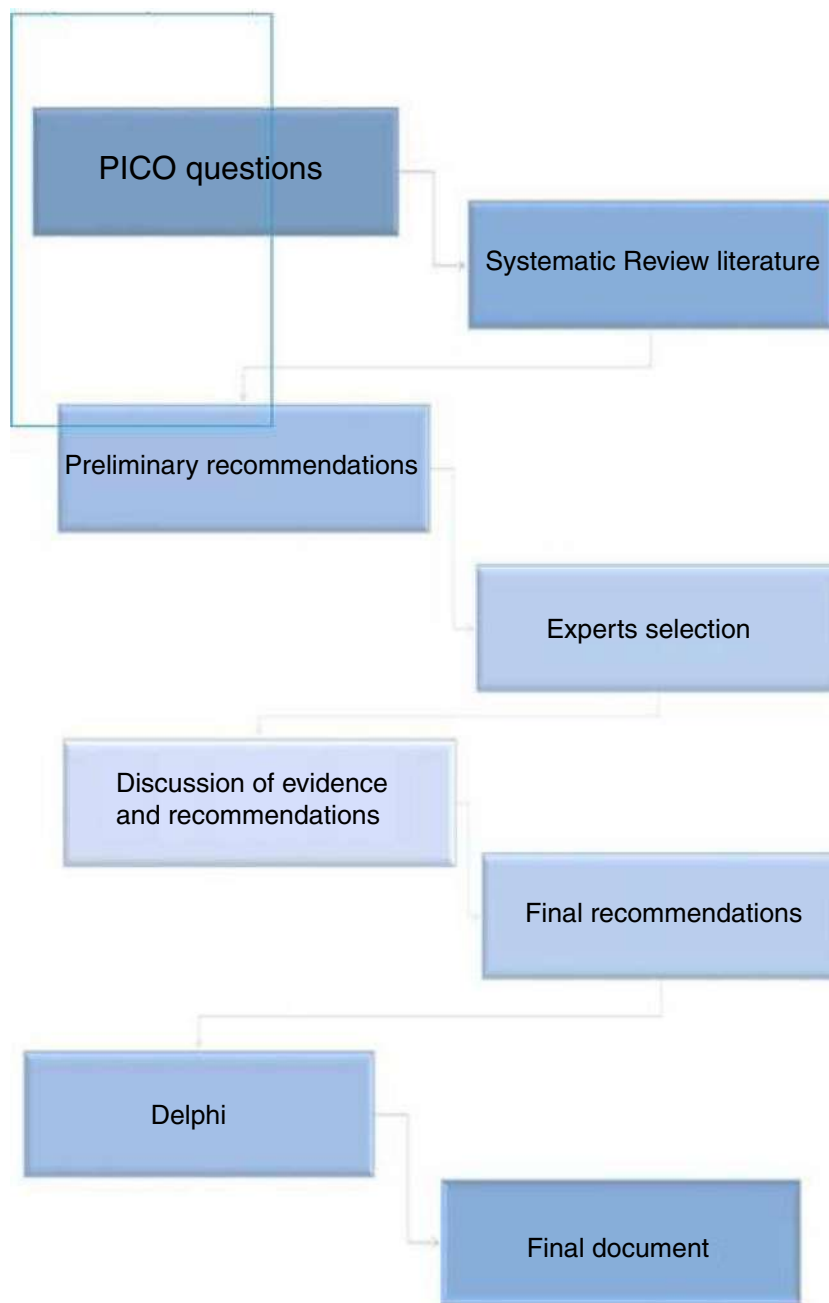 PICO questions
Systematic Review literature
Preliminary recommendations
Experts selection
Discussion of evidence
and recommendations
Final recommendations
Delphi
Final document